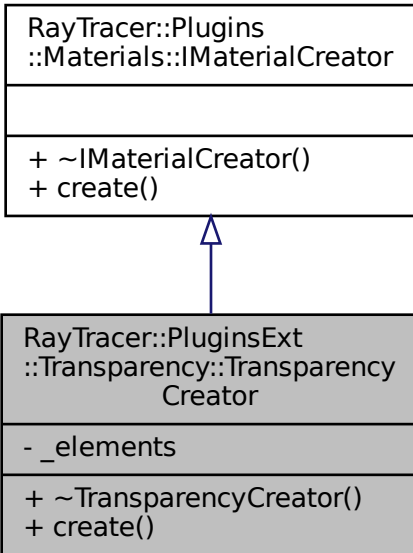 RayTracer::Plugins
::Materials::IMaterialCreator
+ ~IMaterialCreator()
+ create()
RayTracer::PluginsExt
::Transparency::Transparency
Creator
- _elements
+ ~TransparencyCreator()
+ create()